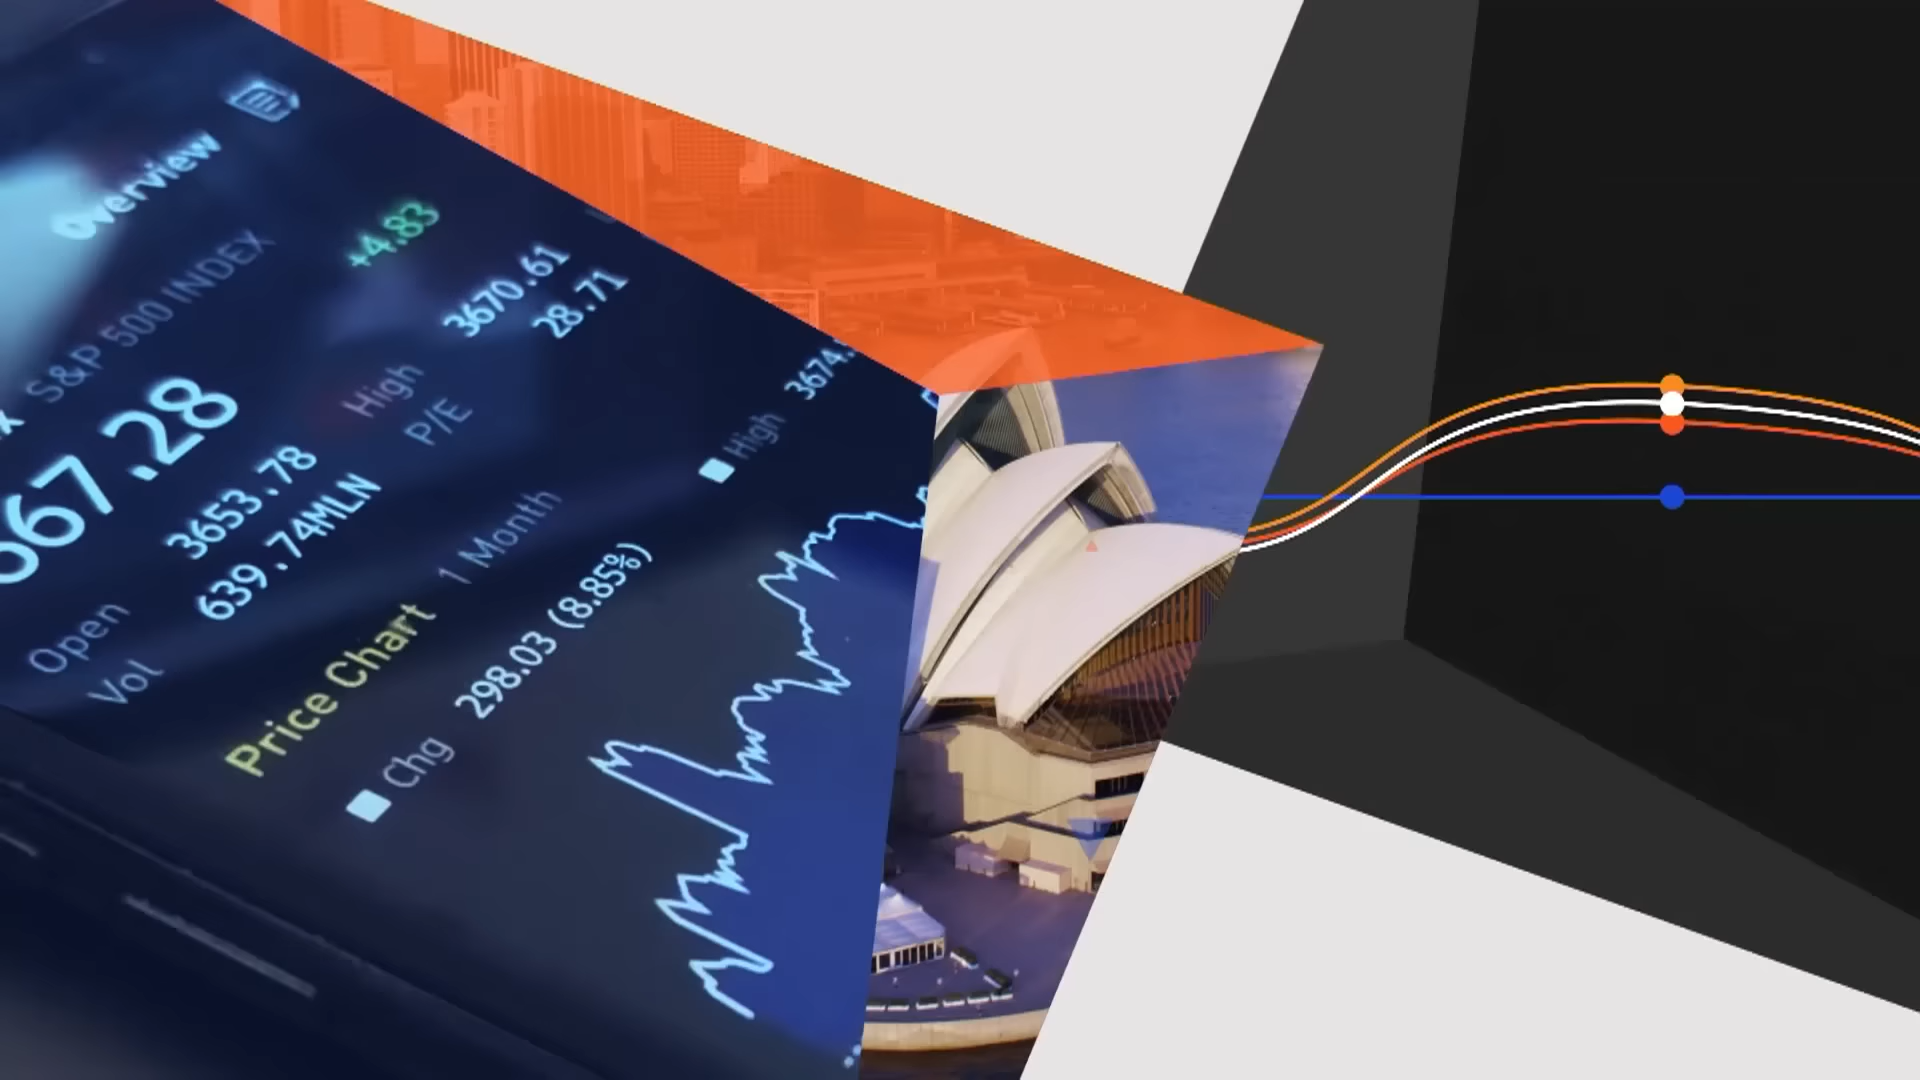 Overview
S&P 500 INDEX
+4.83
67.28
High
3670.61
P/E
28.71
Open
3653.78
Vol
639.74MLN
Price Chart
1 Month
Chg
298.03 (8.85%)
High
3674.